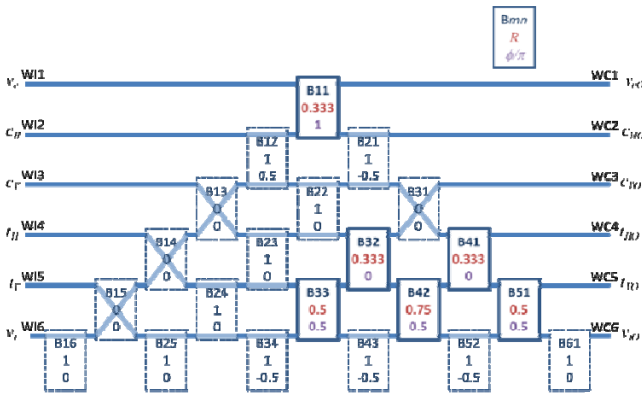 Bmn
R
ϕ/π
WI1
WC1
B11
0.333
1
c_H WI2
WC2 c_HO
B12
1
0.5
B21
1
-0.5
WI3
WC3
B13
0
0
B22
1
0
B31
0
0
t_H WI4
WC4 t_HO
B14
0
0
B23
1
0
B32
0.333
0
B41
0.333
0
WI5
WC5
B15
0
0
B24
1
0
B33
0.5
0.5
B42
0.75
0.5
B51
0.5
0.5
WI6
WC6
B16
1
0
B25
1
0
B34
1
-0.5
B43
1
-0.5
B52
1
-0.5
B61
1
0